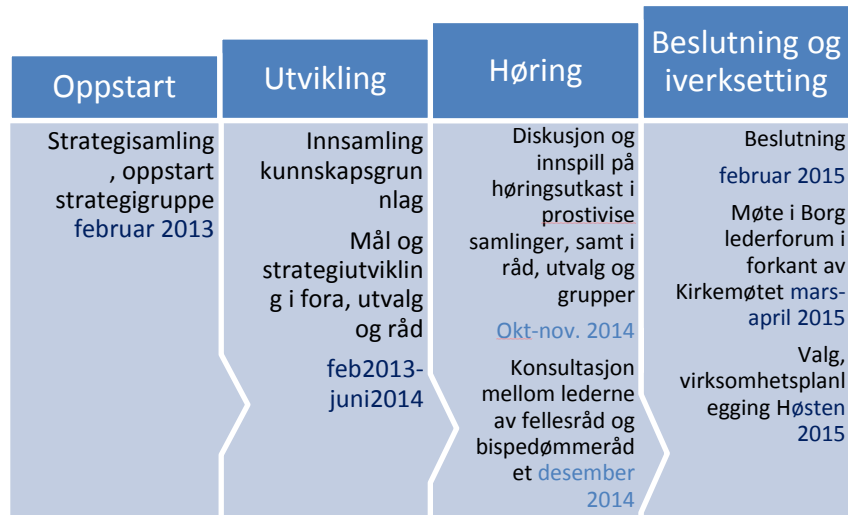 Oppstart
Strategisamling
, oppstart
strategigruppe
februar 2013
Utvikling
Innsamling
kunnskapsgrun
nlag
Mål og
strategiutviklin
g i fora, utvalg
og råd
feb2013-
juni2014
Høring
Diskusjon og
innspill på
høringsutkast i
prostivise
samlinger, samt i
råd, utvalg og
grupper
Okt-nov. 2014
Konsultasjon
mellom lederne
av fellesråd og
bispedømmeråd
et desember
2014
Beslutning og
iverksetting
Beslutning
februar 2015
Møte i Borg
lederforum i
forkant av
Kirkemøtet mars-
april 2015
Valg,
virksomhetsplanl
egging Høsten
2015